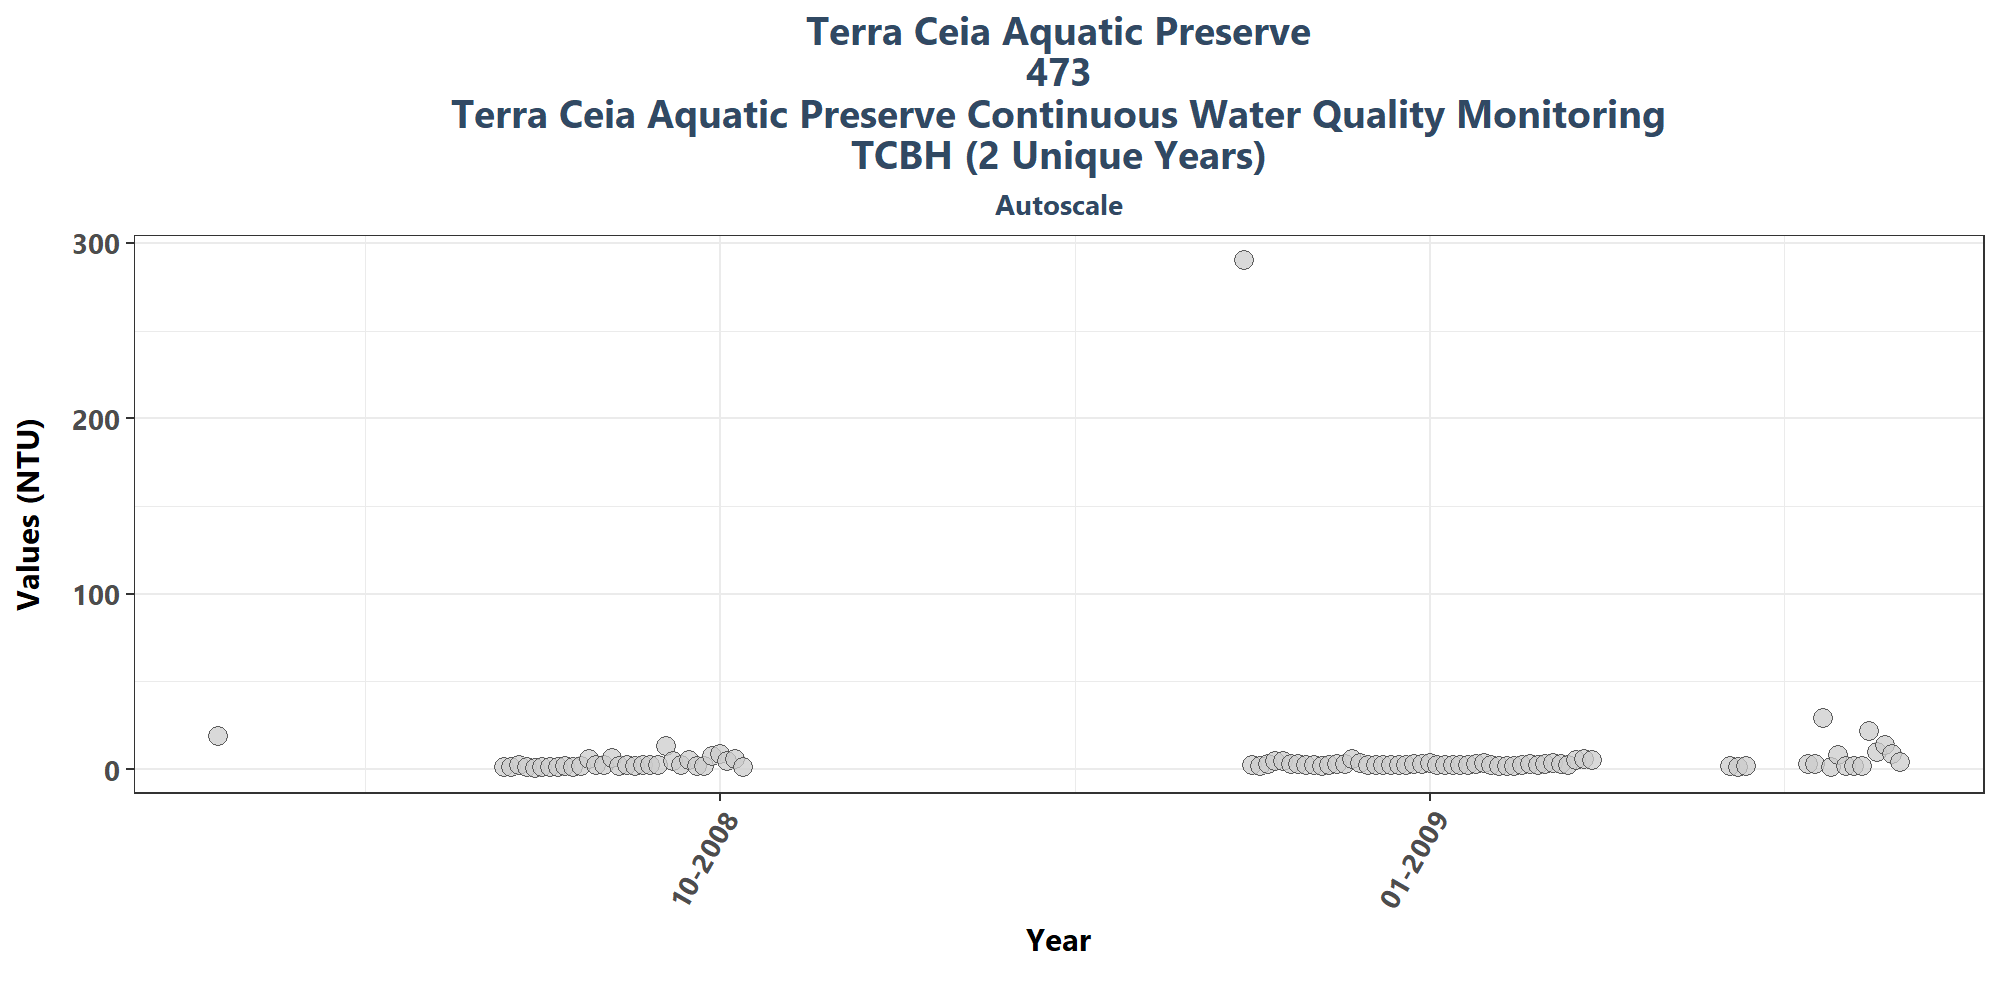 Terra Ceia Aquatic Preserve
473
Terra Ceia Aquatic Preserve Continuous Water Quality Monitoring
TCBH (2 Unique Years)
Autoscale
300
200
100
0
Values (NTU)
10-2008
01-2009
Year